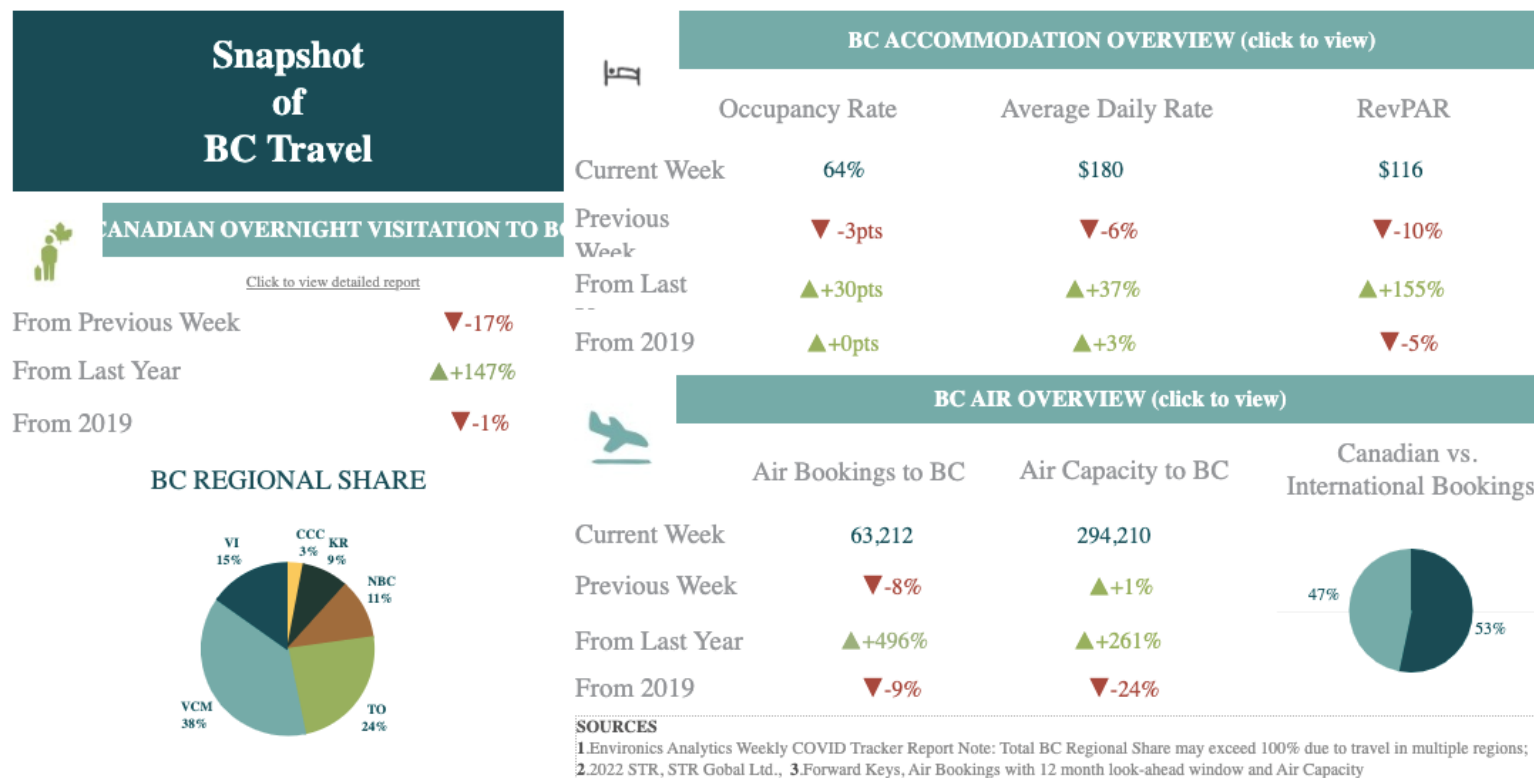 Snapshot
of
BC Travel
CANADIAN OVERNIGHT VISITATION TO BC
Click to view detailed report
From Previous Week ▼-17%
From Last Year ▲+147%
From 2019 ▼-1%
BC REGIONAL SHARE
CCC
3%
KR
9%
NBC
11%
TO
24%
VCM
38%
VI
15%
BC ACCOMMODATION OVERVIEW (click to view)
Occupancy Rate Average Daily Rate RevPAR
Current Week 64% $180 $116
Previous
Week ▼ -3pts ▼-6% ▼-10%
From Last ▲+30pts ▲+37% ▲+155%
From 2019 ▲+0pts ▲+3% ▼-5%
BC AIR OVERVIEW (click to view)
Air Bookings to BC Air Capacity to BC
Canadian vs.
International Bookings
Current Week 63,212 294,210
Previous Week ▼-8% ▲+1%
From Last Year ▲+496% ▲+261%
From 2019 ▼-9% ▼-24%
47%
53%
SOURCES
1.Environics Analytics Weekly COVID Tracker Report Note: Total BC Regional Share may exceed 100% due to travel in multiple regions;
2.2022 STR, STR Gobal Ltd., 3.Forward Keys, Air Bookings with 12 month look-ahead window and Air Capacity